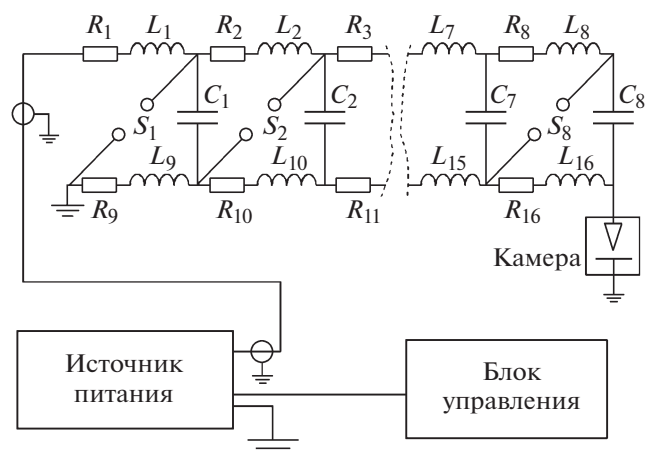 R1 L1 R2 L2 R3 L7 R8 L8
C1 C2 C7 C8
S1 S2 S8
L9 L10 L15 L16
R9 R10 R11 R16
Камера
Источник
питания
Блок
управления